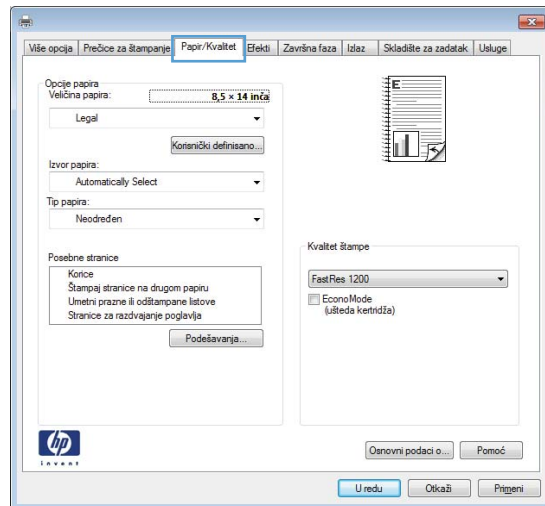 Više opcija Prečice za štampanje Papir/Kvalitet Efekti Završna faza Izlaz Skladište za zadatak Usluge
Opcije papira
Veličina papira: 8,5 × 14 inča
Legal
Korisnički definisano...
Izvor papira:
Automatically Select
Tip papira:
Neodređen
Posebne stranice
Korice
Štampaj stranice na drugom papiru
Umetni prazne ili odštampane listove
Stranice za razdvajanje poglavlja
Podešavanja...
E
Kvalitet štampe
FastRes 1200
EconoMode
(ušteda kertridža)
hp
invent
Osnovni podaci o... Pomoć
U redu Otkaži Primeni